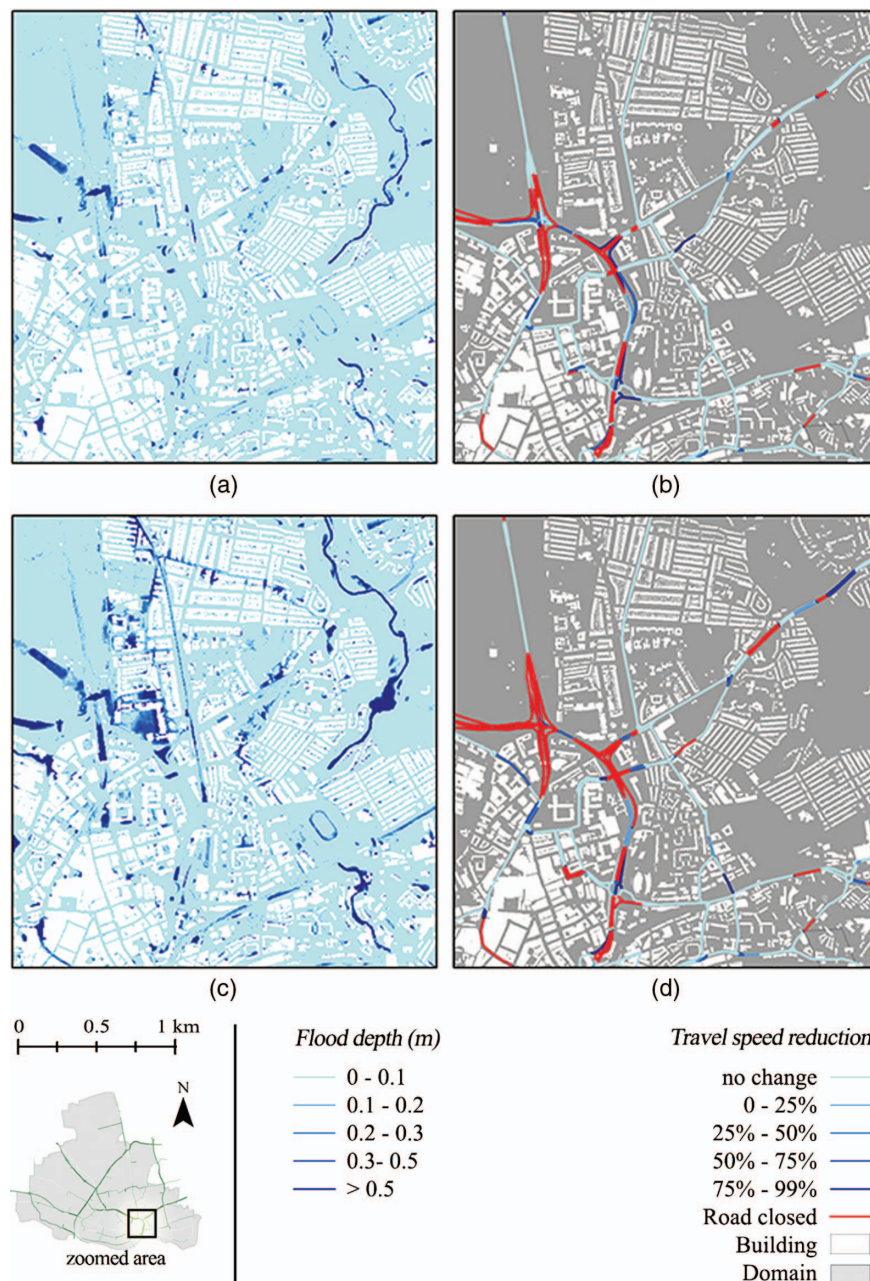 (a)
(b)
(c)
(d)
0 0.5 1 km
N
zoomed area
Flood depth (m)
0 - 0.1
0.1 - 0.2
0.2 - 0.3
0.3- 0.5
> 0.5
Travel speed reduction
no change
0 - 25%
25% - 50%
50% - 75%
75% - 99%
Road closed
Building
Domain